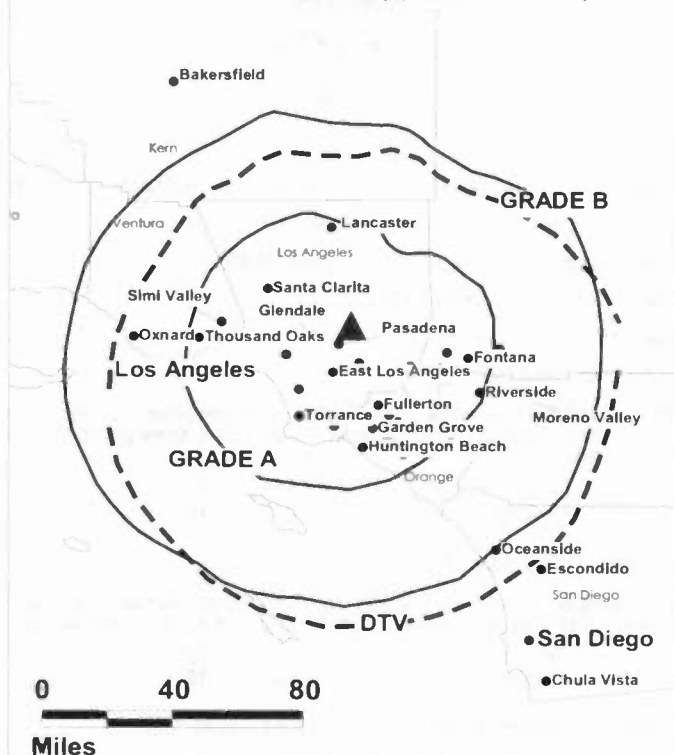 Bakersfield
Kern
GRADE B
Ventura
Lancaster
Los Angeles
Santa Clarita
Simi Valley
Glendale
Pasadena
Oxnard
Thousand Oaks
Fontana
Los Angeles
East Los Angeles
Riverside
Fullerton
Torrance
Moreno Valley
Garden Grove
Huntington Beach
GRADE A
Orange
Oceanside
Escondido
San Diego
DTV
San Diego
Chula Vista
0 40 80
Miles